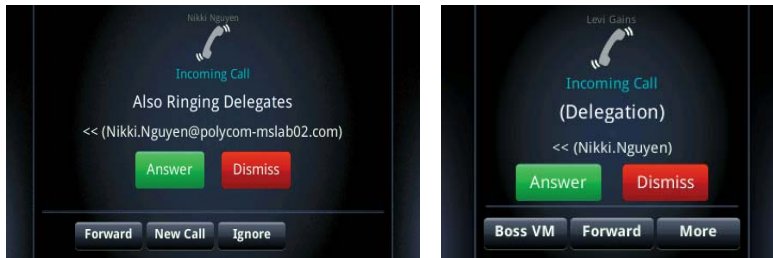 Nikki Nguyen
Incoming Call
Also Ringing Delegates
<< (Nikki.Nguyen@polycom-mslab02.com)
Answer Dismiss
Forward New Call Ignore
Levi Gains
Incoming Call
(Delegation)
<< (Nikki.Nguyen)
Answer Dismiss
Boss VM Forward More